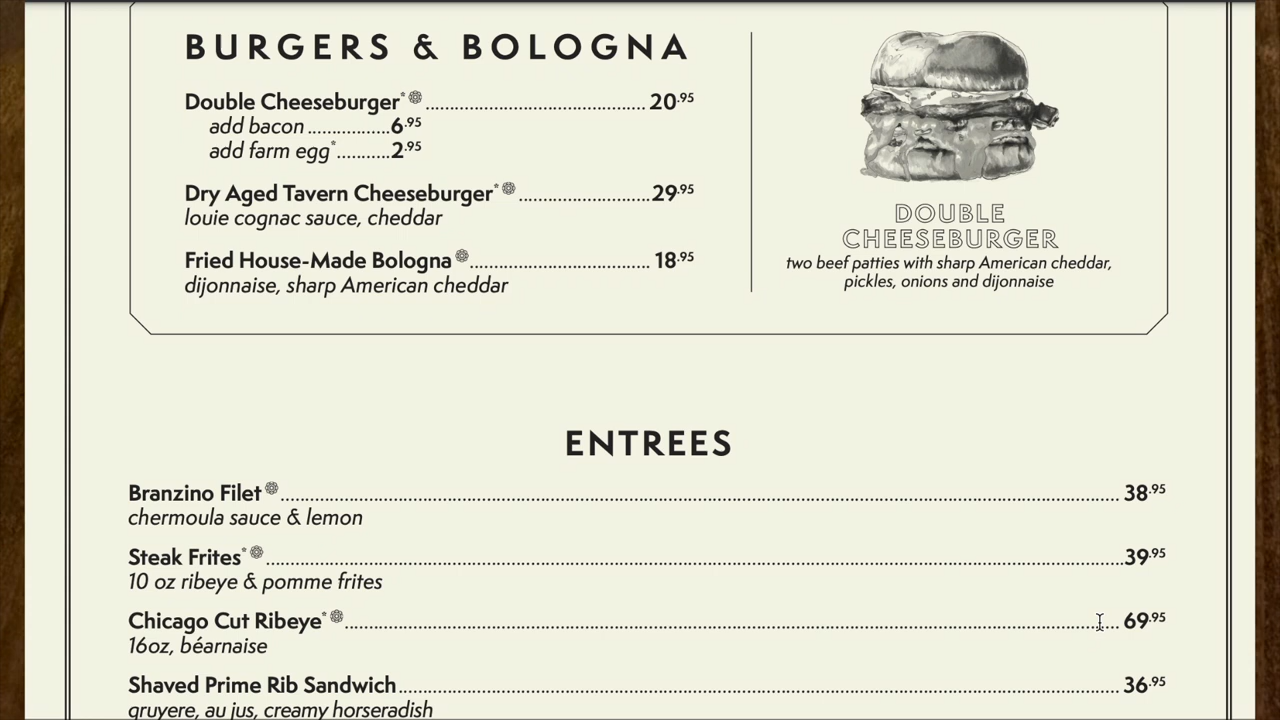 BURGERS & BOLOGNA
Double Cheeseburger* 20.95
add bacon 6.95
add farm egg* 2.95
Dry Aged Tavern Cheeseburger* 29.95
louie cognac sauce, cheddar
Fried House-Made Bologna 18.95
dijonnaise, sharp American cheddar
DOUBLE
CHEESEBURGER
two beef patties with sharp American cheddar,
pickles, onions and dijonnaise
ENTREES
Branzino Filet 38.95
chermoula sauce & lemon
Steak Frites* 39.95
10 oz ribeye & pomme frites
Chicago Cut Ribeye* 69.95
16oz, béarnaise
Shaved Prime Rib Sandwich 36.95
gruyere, au jus, creamy horseradish